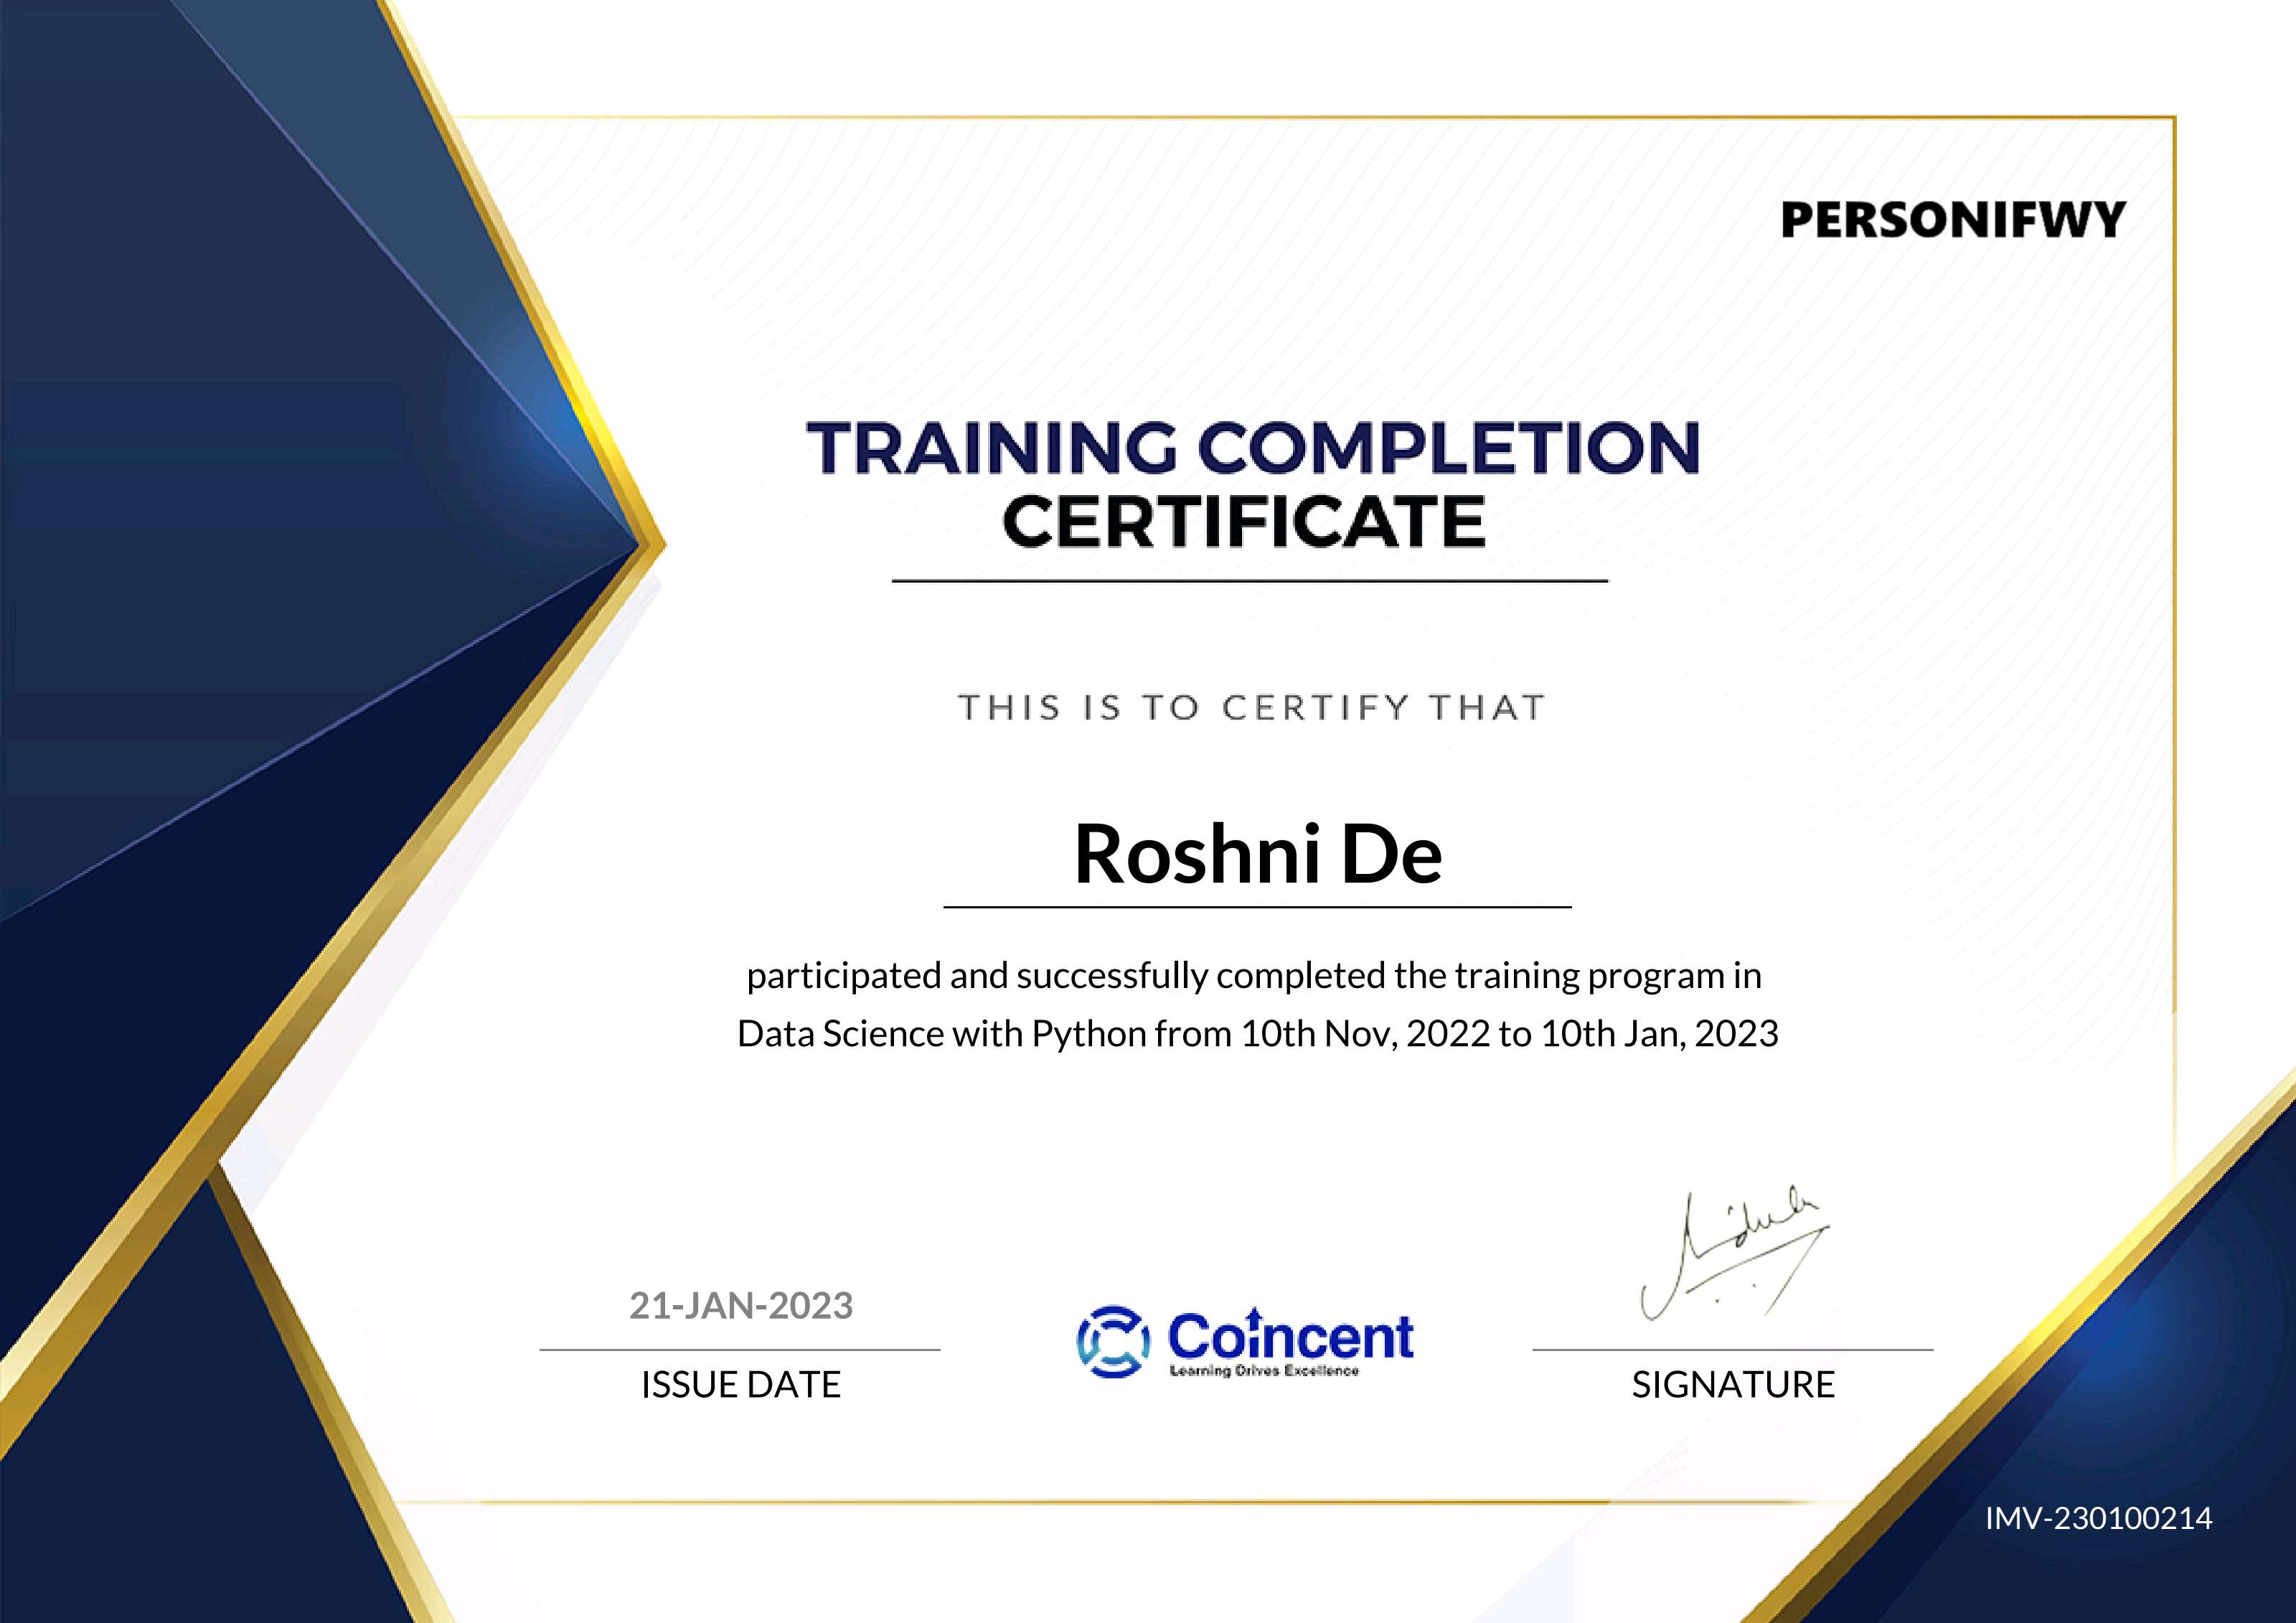 PERSONIFWY
TRAINING COMPLETION
CERTIFICATE
THIS IS TO CERTIFY THAT
Roshni De
participated and successfully completed the training program in
Data Science with Python from 10th Nov, 2022 to 10th Jan, 2023
21-JAN-2023
ISSUE DATE
Coincent
Learning Drives Excellence
SIGNATURE
IMV-230100214